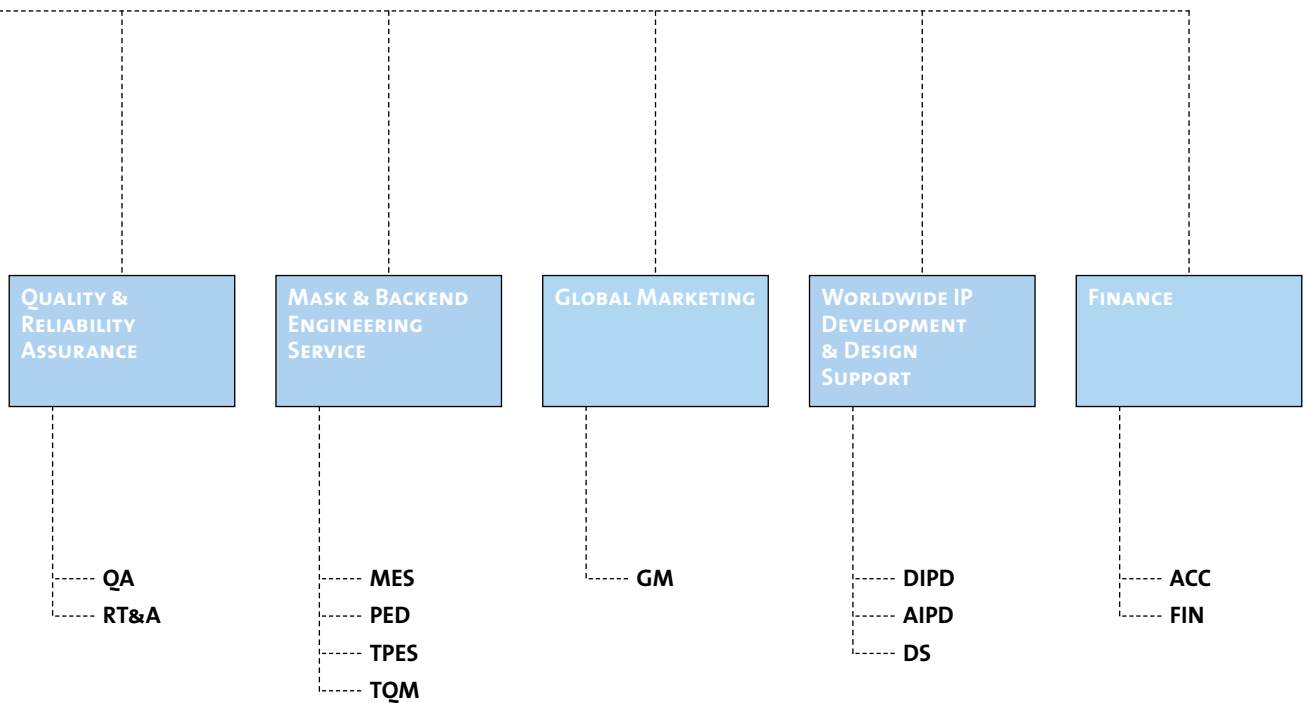 QUALITY &
RELIABILITY
ASSURANCE
MASK & BACKEND
ENGINEERING
SERVICE
GLOBAL MARKETING
WORLDWIDE IP
DEVELOPMENT
& DESIGN
SUPPORT
FINANCE
QA
RT&A
MES
PED
TPES
TQM
GM
DIPD
AIPD
DS
ACC
FIN